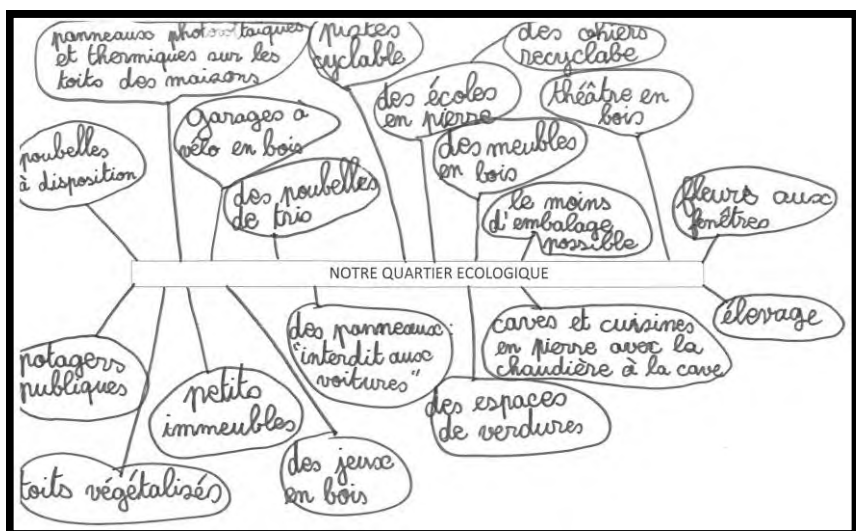 panneaux photovoltaïques
et thermiques sur les
toits des maisons
pistes
cyclable
des cahiers
recyclabe
des écoles
en pierre
théâtre en
bois
garages à
vélo en bois
poubelles
à disposition
des poubelles
de tris
des meubles
en bois
le moins
d'embalage
possible
fleurs aux
fenêtres
NOTRE QUARTIER ECOLOGIQUE
potagers
publiques
petits
immeubles
des panneaux :
"interdit aux
voitures"
caves et cuisines
en pierre avec la
chaudière à la cave
élevage
des espaces
de verdures
toits végétalisés
des jeux
en bois